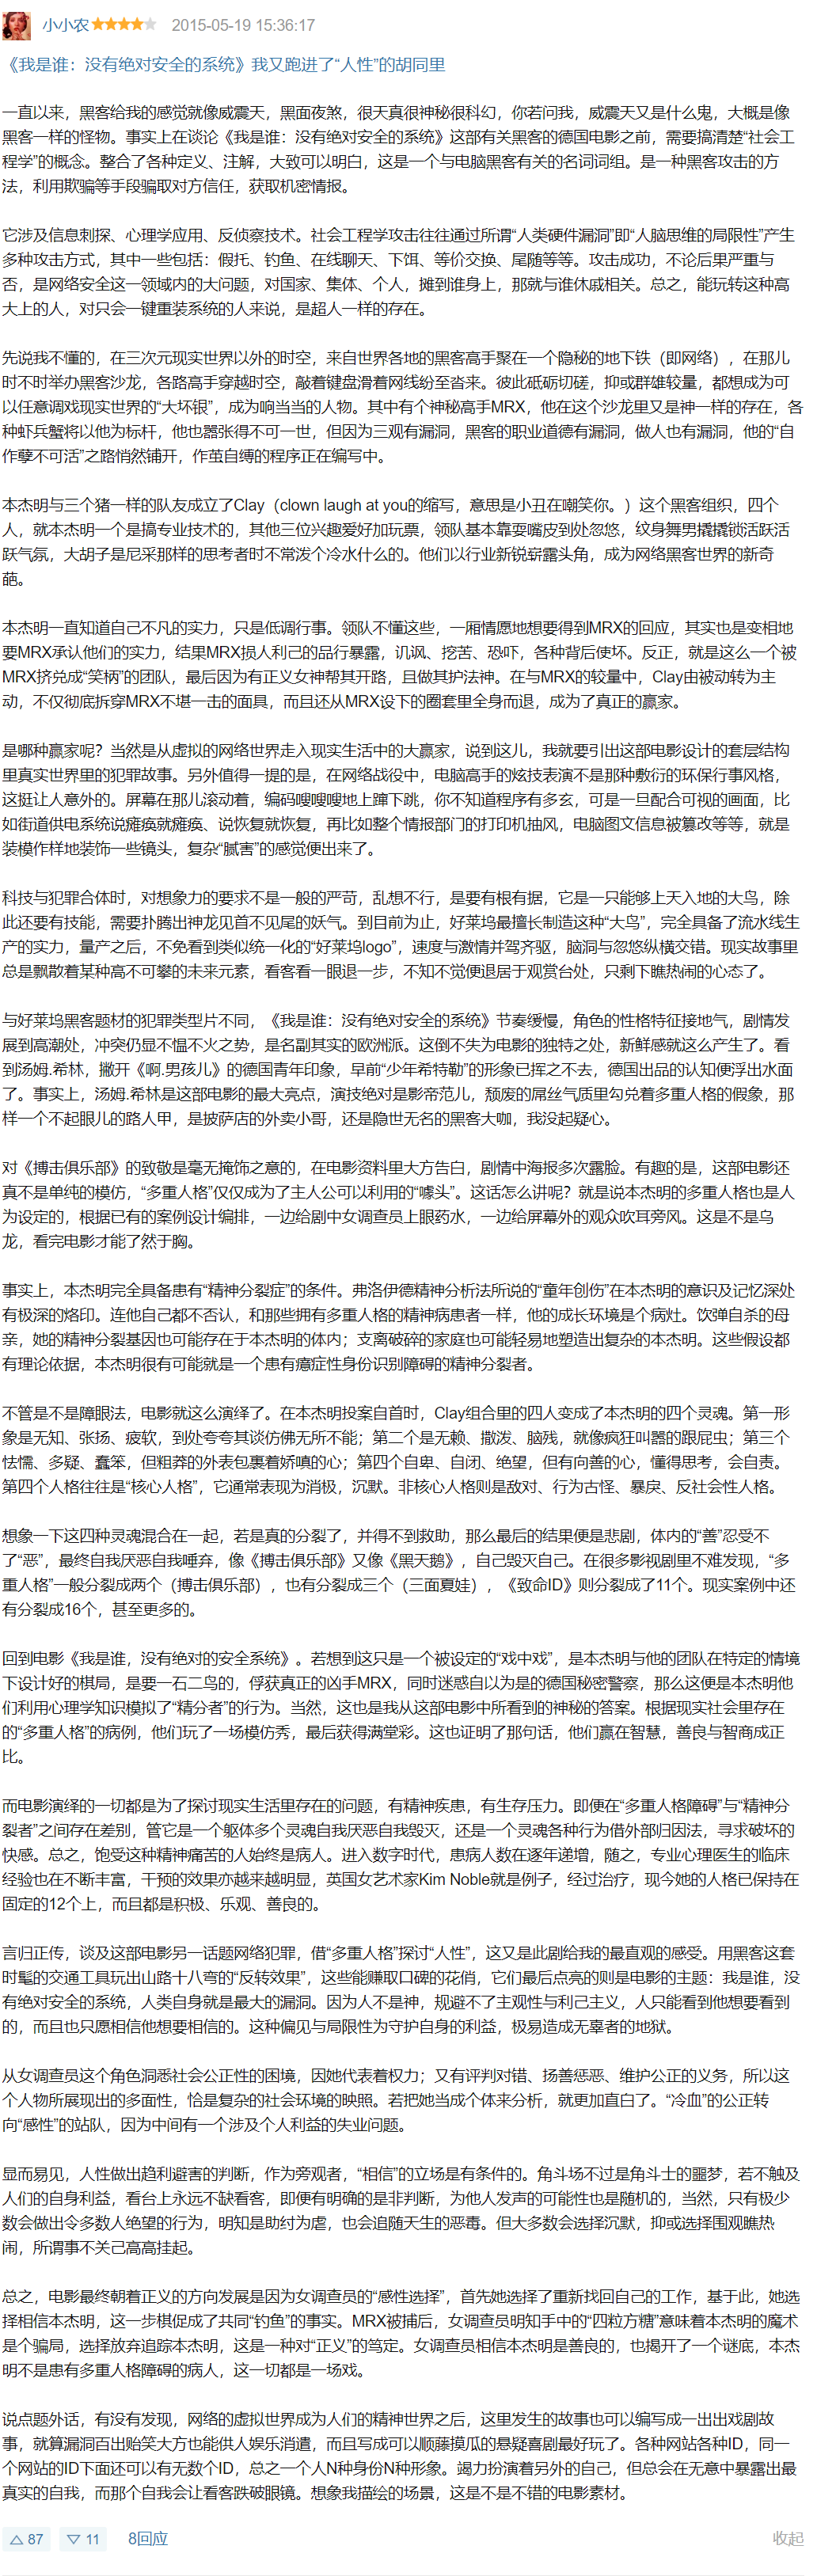 小小农 2015-05-19 15:36:17
《我是谁：没有绝对安全的系统》我又跑进了“人性”的胡同里
一直以来，黑客给我的感觉就像威震天，黑面夜煞，很天真很神秘很科幻，你若问我，威震天又是什么鬼，大概是像
黑客一样的怪物。事实上在谈论《我是谁：没有绝对安全的系统》这部有关黑客的德国电影之前，需要搞清楚“社会工
程学”的概念。整合了各种定义、注解，大致可以明白，这是一个与电脑黑客有关的名词词组。是一种黑客攻击的方
法，利用欺骗等手段骗取对方信任，获取机密情报。
它涉及信息刺探、心理学应用、反侦察技术。社会工程学攻击往往通过所谓“人类硬件漏洞”即“人脑思维的局限性”产生
多种攻击方式，其中一些包括：假托、钓鱼、在线聊天、下饵、等价交换、尾随等等。攻击成功，不论后果严重与
否，是网络安全这一领域内的大问题，对国家、集体、个人，摊到谁身上，那就与谁休戚相关。总之，能玩转这种高
大上的人，对只会一键重装系统的人来说，是超人一样的存在。
先说我不懂的，在三次元现实世界以外的时空，来自世界各地的黑客高手聚在一个隐秘的地下铁（即网络），在那儿
时不时举办黑客沙龙，各路高手穿越时空，敲着键盘滑着网线纷至沓来。彼此砥砺切磋，抑或群雄较量，都想成为可
以任意调戏现实世界的“大坏银”，成为响当当的人物。其中有个神秘高手MRX，他在这个沙龙里又是神一样的存在，各
种虾兵蟹将以他为标杆，他也嚣张得不可一世，但因为三观有漏洞，黑客的职业道德有漏洞，做人也有漏洞，他的“自
作孽不可活”之路悄然铺开，作茧自缚的程序正在编写中。
本杰明与三个猪一样的队友成立了Clay（clown laugh at you的缩写，意思是小丑在嘲笑你。）这个黑客组织，四个
人，就本杰明一个是搞专业技术的，其他三位兴趣爱好加玩票，领队基本靠耍嘴皮到处忽悠，纹身舞男撬撬锁活跃活
跃气氛，大胡子是尼采那样的思考者时不常泼个冷水什么的。他们以行业新锐崭露头角，成为网络黑客世界的新奇
葩。
本杰明一直知道自己不凡的实力，只是低调行事。领队不懂这些，一厢情愿地想要得到MRX的回应，其实也是变相地
要MRX承认他们的实力，结果MRX损人利己的品行暴露，讥讽、挖苦、恐吓，各种背后使坏。反正，就是这么一个被
MRX挤兑成“笑柄”的团队，最后因为有正义女神帮其开路，且做其护法神。在与MRX的较量中，Clay由被动转为主
动，不仅彻底拆穿MRX不堪一击的面具，而且还从MRX设下的圈套里全身而退，成为了真正的赢家。
是哪种赢家呢？当然是从虚拟的网络世界走入现实生活中的大赢家，说到这儿，我就要引出这部电影设计的套层结构
里真实世界里的犯罪故事。另外值得一提的是，在网络战役中，电脑高手的炫技表演不是那种敷衍的环保行事风格，
这挺让人意外的。屏幕在那儿滚动着，编码嗖嗖嗖地上蹿下跳，你不知道程序有多玄，可是一旦配合可视的画面，比
如街道供电系统说瘫痪就瘫痪、说恢复就恢复，再比如整个情报部门的打印机抽风，电脑图文信息被篡改等等，就是
装模作样地装饰一些镜头，复杂“腻害”的感觉便出来了。
科技与犯罪合体时，对想象力的要求不是一般的严苛，乱想不行，是要有根有据，它是一只能够上天入地的大鸟，除
此还要有技能，需要扑腾出神龙见首不见尾的妖气。到目前为止，好莱坞最擅长制造这种“大鸟”，完全具备了流水线生
产的实力，量产之后，不免看到类似统一化的“好莱坞logo”，速度与激情并驾齐驱，脑洞与忽悠纵横交错。现实故事里
总是飘散着某种高不可攀的未来元素，看客看一眼退一步，不知不觉便退居于观赏台处，只剩下瞧热闹的心态了。
与好莱坞黑客题材的犯罪类型片不同，《我是谁：没有绝对安全的系统》节奏缓慢，角色的性格特征接地气，剧情发
展到高潮处，冲突仍显不愠不火之势，是名副其实的欧洲派。这倒不失为电影的独特之处，新鲜感就这么产生了。看
到汤姆.希林，撇开《啊.男孩儿》的德国青年印象，早前“少年希特勒”的形象已挥之不去，德国出品的认知便浮出水面
了。事实上，汤姆.希林是这部电影的最大亮点，演技绝对是影帝范儿，颓废的屌丝气质里勾兑着多重人格的假象，那
样一个不起眼儿的路人甲，是披萨店的外卖小哥，还是隐世无名的黑客大咖，我没起疑心。
对《搏击俱乐部》的致敬是毫无掩饰之意的，在电影资料里大方告白，剧情中海报多次露脸。有趣的是，这部电影还
真不是单纯的模仿，“多重人格”仅仅成为了主人公可以利用的“噱头”。这话怎么讲呢？就是说本杰明的多重人格也是人
为设定的，根据已有的案例设计编排，一边给剧中女调查员上眼药水，一边给屏幕外的观众吹耳旁风。这是不是乌
龙，看完电影才能了然于胸。
事实上，本杰明完全具备患有“精神分裂症”的条件。弗洛伊德精神分析法所说的“童年创伤”在本杰明的意识及记忆深处
有极深的烙印。连他自己都不否认，和那些拥有多重人格的精神病患者一样，他的成长环境是个病灶。饮弹自杀的母
亲，她的精神分裂基因也可能存在于本杰明的体内；支离破碎的家庭也可能轻易地塑造出复杂的本杰明。这些假设都
有理论依据，本杰明很有可能就是一个患有癔症性身份识别障碍的精神分裂者。
不管是不是障眼法，电影就这么演绎了。在本杰明投案自首时，Clay组合里的四人变成了本杰明的四个灵魂。第一形
象是无知、张扬、疲软，到处夸夸其谈仿佛无所不能；第二个是无赖、撒泼、脑残，就像疯狂叫嚣的跟屁虫；第三个
怯懦、多疑、蠢笨，但粗莽的外表包裹着娇嗔的心；第四个自卑、自闭、绝望，但有向善的心，懂得思考，会自责。
第四个人格往往是“核心人格”，它通常表现为消极，沉默。非核心人格则是敌对、行为古怪、暴戾、反社会性人格。
想象一下这四种灵魂混合在一起，若是真的分裂了，并得不到救助，那么最后的结果便是悲剧，体内的“善”忍受不
了“恶”，最终自我厌恶自我唾弃，像《搏击俱乐部》又像《黑天鹅》，自己毁灭自己。在很多影视剧里不难发现，“多
重人格”一般分裂成两个（搏击俱乐部），也有分裂成三个（三面夏娃），《致命ID》则分裂成了11个。现实案例中还
有分裂成16个，甚至更多的。
回到电影《我是谁，没有绝对的安全系统》。若想到这只是一个被设定的“戏中戏”，是本杰明与他的团队在特定的情境
下设计好的棋局，是要一石二鸟的，俘获真正的凶手MRX，同时迷惑自以为是的德国秘密警察，那么这便是本杰明他
们利用心理学知识模拟了“精分者”的行为。当然，这也是我从这部电影中所看到的神秘的答案。根据现实社会里存在
的“多重人格”的病例，他们玩了一场模仿秀，最后获得满堂彩。这也证明了那句话，他们赢在智慧，善良与智商成正
比。
而电影演绎的一切都是为了探讨现实生活里存在的问题，有精神疾患，有生存压力。即便在“多重人格障碍”与“精神分
裂者”之间存在差别，管它是一个躯体多个灵魂自我厌恶自我毁灭，还是一个灵魂各种行为借外部归因法，寻求破坏的
快感。总之，饱受这种精神痛苦的人始终是病人。进入数字时代，患病人数在逐年递增，随之，专业心理医生的临床
经验也在不断丰富，干预的效果亦越来越明显，英国女艺术家Kim Noble就是例子，经过治疗，现今她的人格已保持在
固定的12个上，而且都是积极、乐观、善良的。
言归正传，谈及这部电影另一话题网络犯罪，借“多重人格”探讨“人性”，这又是此剧给我的最直观的感受。用黑客这套
时髦的交通工具玩出山路十八弯的“反转效果”，这些能赚取口碑的花俏，它们最后点亮的则是电影的主题：我是谁，没
有绝对安全的系统，人类自身就是最大的漏洞。因为人不是神，规避不了主观性与利己主义，人只能看到他想要看到
的，而且也只愿相信他想要相信的。这种偏见与局限性为守护自身的利益，极易造成无辜者的地狱。
从女调查员这个角色洞悉社会公正性的困境，因她代表着权力；又有评判对错、扬善惩恶、维护公正的义务，所以这
个人物所展现出的多面性，恰是复杂的社会环境的映照。若把她当成个体来分析，就更加直白了。“冷血”的公正转
向“感性”的站队，因为中间有一个涉及个人利益的失业问题。
显而易见，人性做出趋利避害的判断，作为旁观者，“相信”的立场是有条件的。角斗场不过是角斗士的噩梦，若不触及
人们的自身利益，看台上永远不缺看客，即便有明确的是非判断，为他人发声的可能性也是随机的，当然，只有极少
数会做出令多数人绝望的行为，明知是助纣为虐，也会追随天生的恶毒。但大多数会选择沉默，抑或选择围观瞧热
闹，所谓事不关己高高挂起。
总之，电影最终朝着正义的方向发展是因为女调查员的“感性选择”，首先她选择了重新找回自己的工作，基于此，她选
择相信本杰明，这一步棋促成了共同“钓鱼”的事实。MRX被捕后，女调查员明知手中的“四粒方糖”意味着本杰明的魔术
是个骗局，选择放弃追踪本杰明，这是一种对“正义”的笃定。女调查员相信本杰明是善良的，也揭开了一个谜底，本杰
明不是患有多重人格障碍的病人，这一切都是一场戏。
说点题外话，有没有发现，网络的虚拟世界成为人们的精神世界之后，这里发生的故事也可以编写成一出出戏剧故
事，就算漏洞百出贻笑大方也能供人娱乐消遣，而且写成可以顺藤摸瓜的悬疑喜剧最好玩了。各种网站各种ID，同一
个网站的ID下面还可以有无数个ID，总之一个人N种身份N种形象。竭力扮演着另外的自己，但总会在无意中暴露出最
真实的自我，而那个自我会让看客跌破眼镜。想象我描绘的场景，这是不是不错的电影素材。
△ 87 ▽ 11 8回应 收起